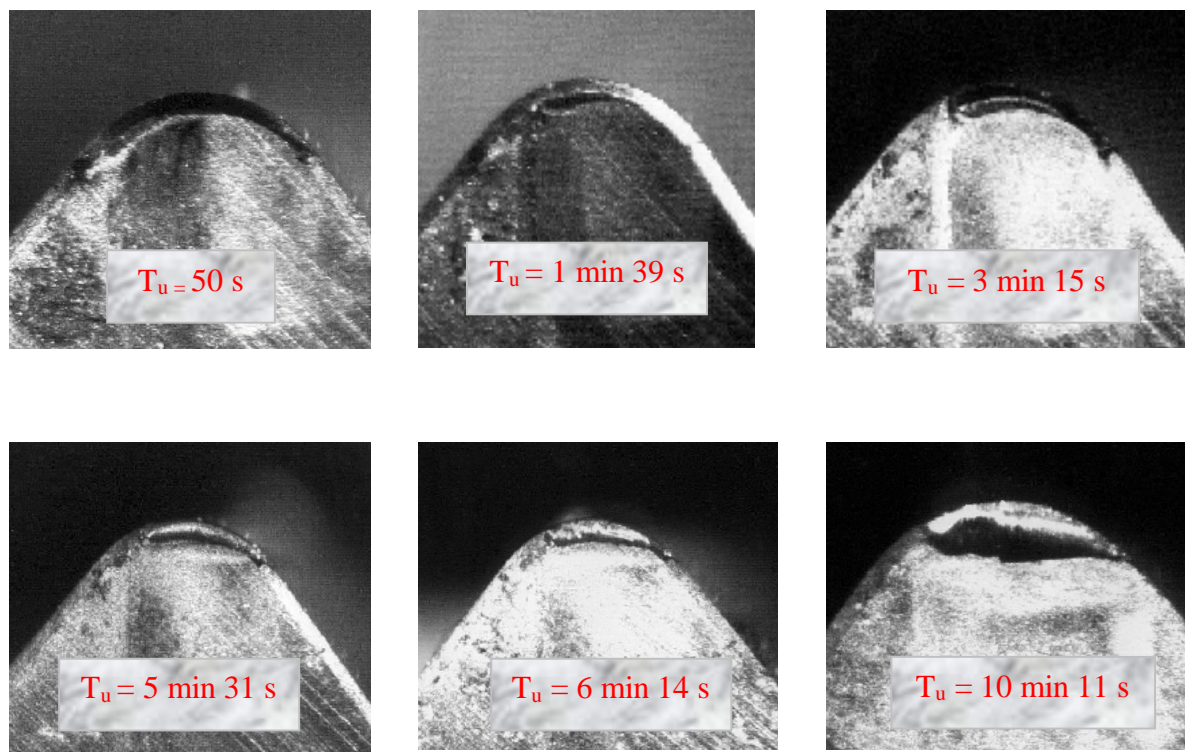 Tu = 50 s
Tu = 1 min 39 s
Tu = 3 min 15 s
Tu = 5 min 31 s
Tu = 6 min 14 s
Tu = 10 min 11 s